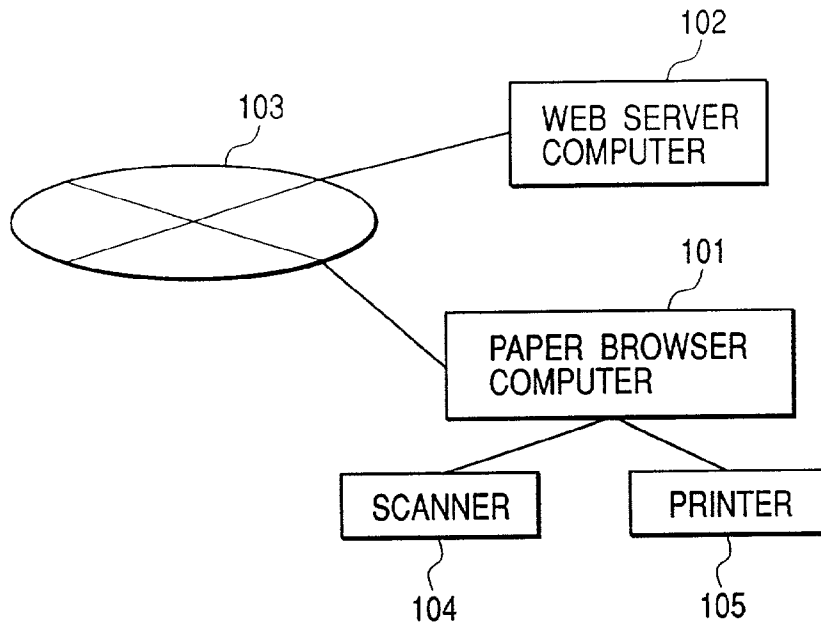 102
103
WEB SERVER
COMPUTER
101
PAPER BROWSER
COMPUTER
SCANNER
PRINTER
104
105